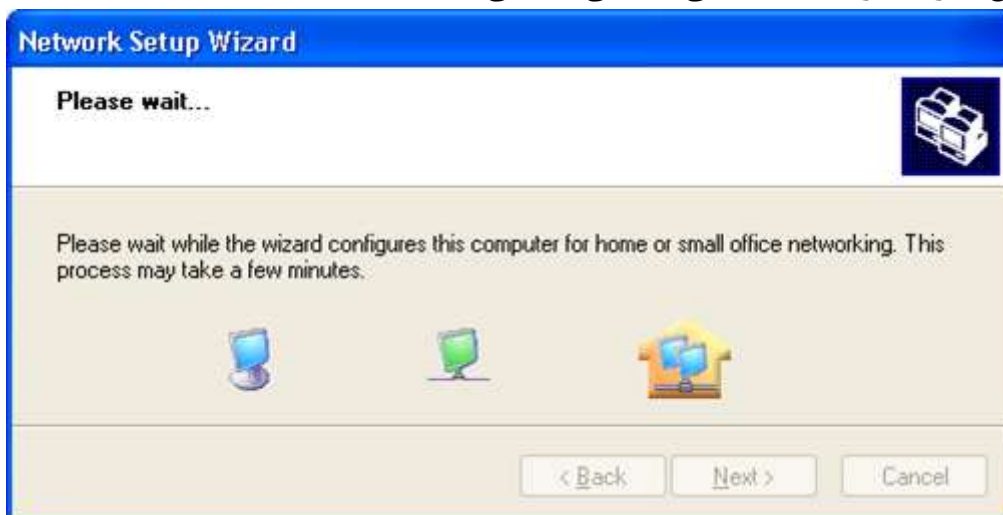 Network Setup Wizard
Please wait...
Please wait while the wizard configures this computer for home or small office networking. This
process may take a few minutes.
< Back
Next >
Cancel